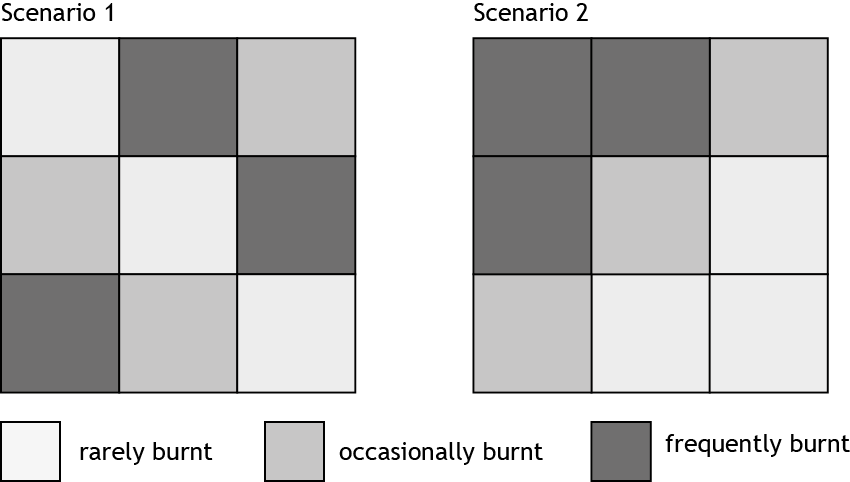 Scenario 1
Scenario 2
rarely burnt
occasionally burnt
frequently burnt